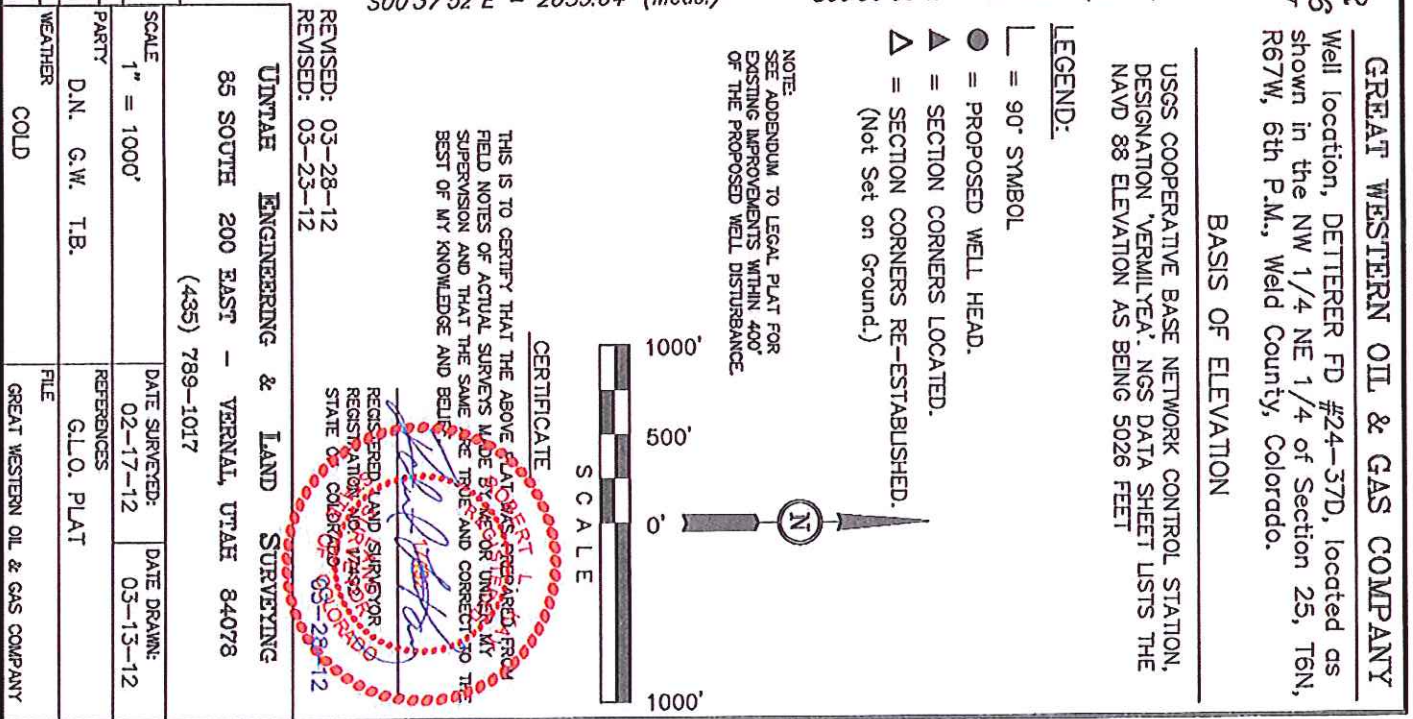 GREAT WESTERN OIL & GAS COMPANY
Well location, DETTERER FD #24-37D, located as
shown in the NW 1/4 NE 1/4 of Section 25, T6N,
R67W, 6th P.M., Weld County, Colorado.
BASIS OF ELEVATION
USGS COOPERATIVE BASE NETWORK CONTROL STATION,
DESIGNATION 'VERMILYEA'. NGS DATA SHEET LISTS THE
NAVD 88 ELEVATION AS BEING 5026 FEET
LEGEND:
= 90° SYMBOL
= PROPOSED WELL HEAD.
= SECTION CORNERS LOCATED.
= SECTION CORNERS RE-ESTABLISHED.
(Not Set on Ground.)
NOTE:
SEE ADDENDUM TO LEGAL PLAT FOR
EXISTING IMPROVEMENTS WITHIN 400'
OF THE PROPOSED WELL DISTURBANCE.
N
1000' 500' 0' 1000'
SCALE
CERTIFICATE
THIS IS TO CERTIFY THAT THE ABOVE PLAT WAS PREPARED FROM
FIELD NOTES OF ACTUAL SURVEYS MADE BY ME OR UNDER MY
SUPERVISION AND THAT THE SAME ARE TRUE AND CORRECT TO THE
BEST OF MY KNOWLEDGE AND BELIEF
REGISTERED LAND SURVEYOR
REGISTRATION NO. 17492
STATE OF COLORADO
ROBERT L.
COLORADO
03-28-12
REVISED: 03-28-12
REVISED: 03-23-12
UINTAH ENGINEERING & LAND SURVEYING
85 SOUTH 200 EAST - VERNAL, UTAH 84078
(435) 789-1017
SCALE
1" = 1000'
DATE SURVEYED:
02-17-12
DATE DRAWN:
03-13-12
PARTY
D.N. G.W. T.B.
REFERENCES
G.L.O. PLAT
WEATHER
COLD
FILE
GREAT WESTERN OIL & GAS COMPANY